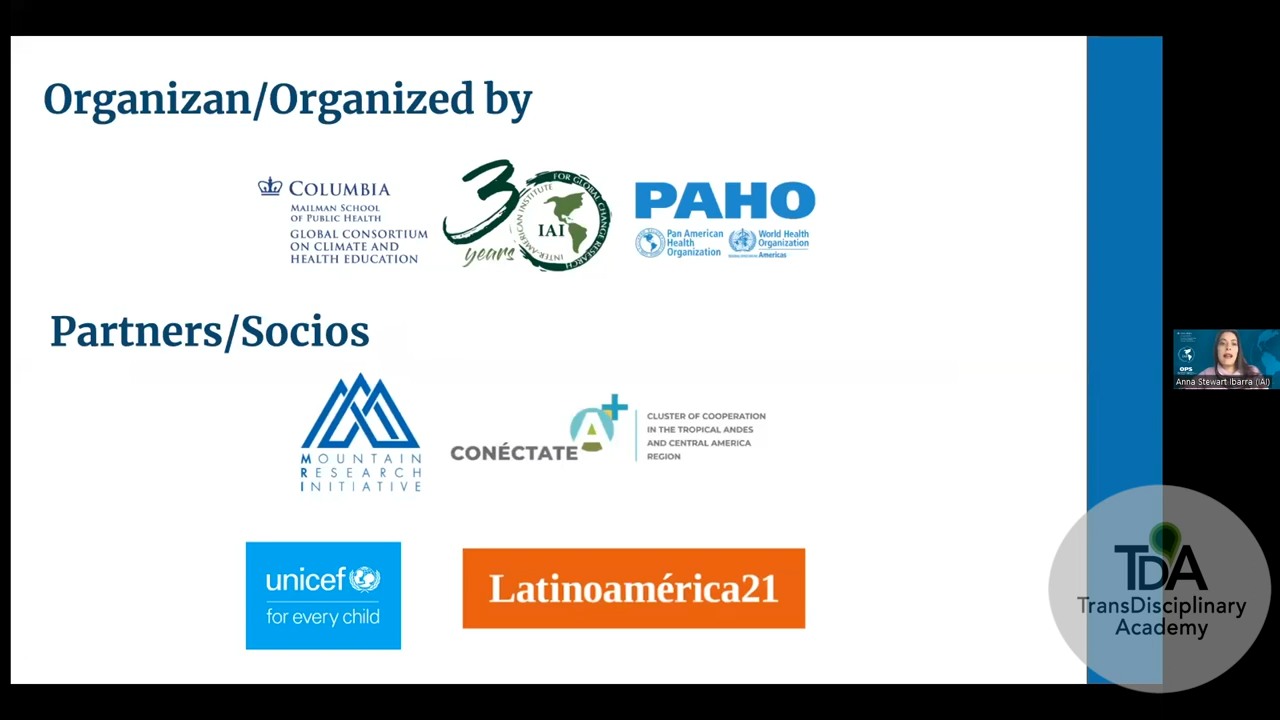 Organizan/Organized by
COLUMBIA
MAILMAN SCHOOL
OF PUBLIC HEALTH
GLOBAL CONSORTIUM
ON CLIMATE AND
HEALTH EDUCATION
30
years
INTER-AMERICAN INSTITUTE FOR GLOBAL CHANGE RESEARCH
IAI
PAHO
Pan American
Health
Organization
World Health
Organization
Americas
Partners/Socios
MOUNTAIN
RESEARCH
INITIATIVE
CONÉCTATE A+
CLUSTER OF COOPERATION
IN THE TROPICAL ANDES
AND CENTRAL AMERICA
REGION
unicef
for every child
Latinoamérica21
OPS
Anna Stewart Ibarra (IAI)
TDA
TransDisciplinary
Academy